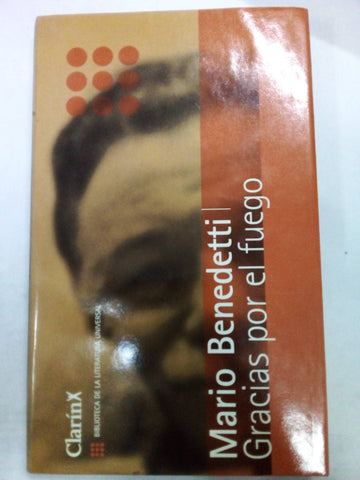 Mario Benedetti
Gracias por el fuego
ClarínX
BIBLIOTECA DE LA LITERATURA UNIVERSAL